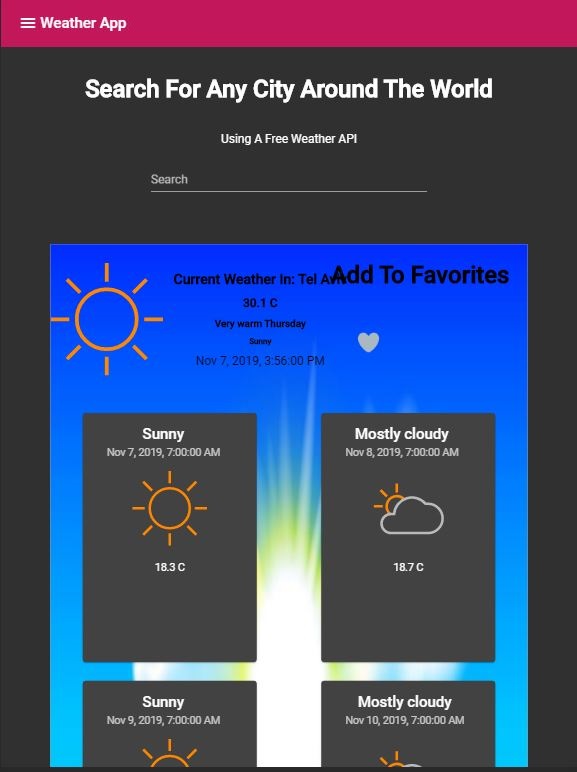 Weather App
Search For Any City Around The World
Using A Free Weather API
Search
Current Weather In: Tel Aviv
Add To Favorites
30.1 C
Very warm Thursday
Sunny
Nov 7, 2019, 3:56:00 PM
Sunny
Nov 7, 2019, 7:00:00 AM
18.3 C
Mostly cloudy
Nov 8, 2019, 7:00:00 AM
18.7 C
Sunny
Nov 9, 2019, 7:00:00 AM
Mostly cloudy
Nov 10, 2019, 7:00:00 AM